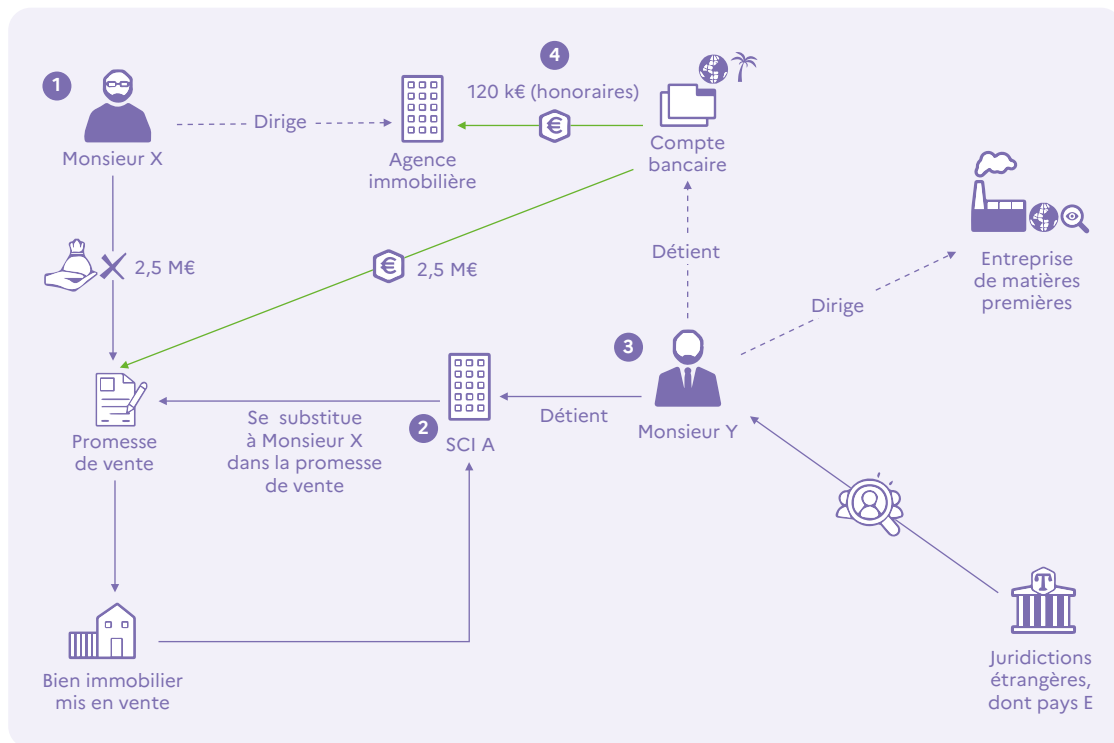 1
Monsieur X
Dirige
Agence
immobilière
4
120 k€ (honoraires)
€
Compte
bancaire
Détient
Entreprise
de matières
premières
Dirige
2,5 M€
€
2,5 M€
Promesse
de vente
Se substitue
à Monsieur X
dans la promesse
de vente
2
SCI A
Détient
3
Monsieur Y
Bien immobilier
mis en vente
T
Juridictions
étrangères,
dont pays E